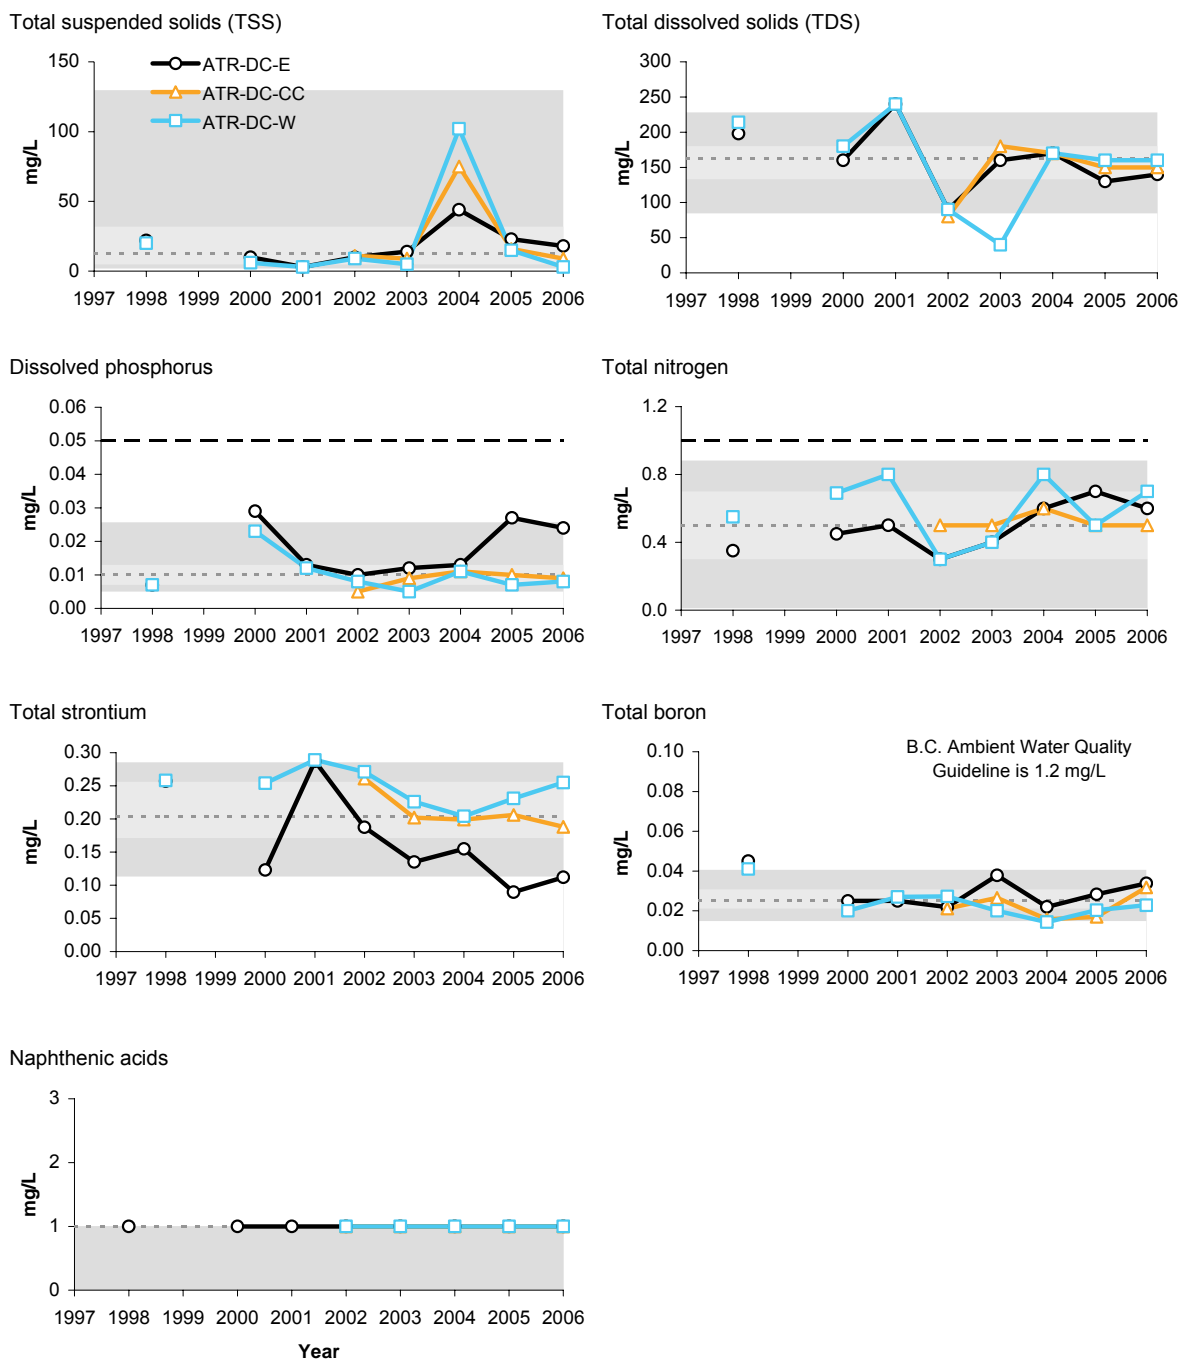 Total suspended solids (TSS)
150
100
50
0
mg/L
ATR-DC-E
ATR-DC-CC
ATR-DC-W
1997 1998 1999 2000 2001 2002 2003 2004 2005 2006
Total dissolved solids (TDS)
300
250
200
150
100
50
0
mg/L
1997 1998 1999 2000 2001 2002 2003 2004 2005 2006
Dissolved phosphorus
0.06
0.05
0.04
0.03
0.02
0.01
0.00
mg/L
1997 1998 1999 2000 2001 2002 2003 2004 2005 2006
Total nitrogen
1.2
0.8
0.4
0.0
mg/L
1997 1998 1999 2000 2001 2002 2003 2004 2005 2006
Total strontium
0.30
0.25
0.20
0.15
0.10
0.05
0.00
mg/L
1997 1998 1999 2000 2001 2002 2003 2004 2005 2006
Total boron
B.C. Ambient Water Quality
Guideline is 1.2 mg/L
0.10
0.08
0.06
0.04
0.02
0.00
mg/L
1997 1998 1999 2000 2001 2002 2003 2004 2005 2006
Naphthenic acids
3
2
1
0
mg/L
1997 1998 1999 2000 2001 2002 2003 2004 2005 2006
Year